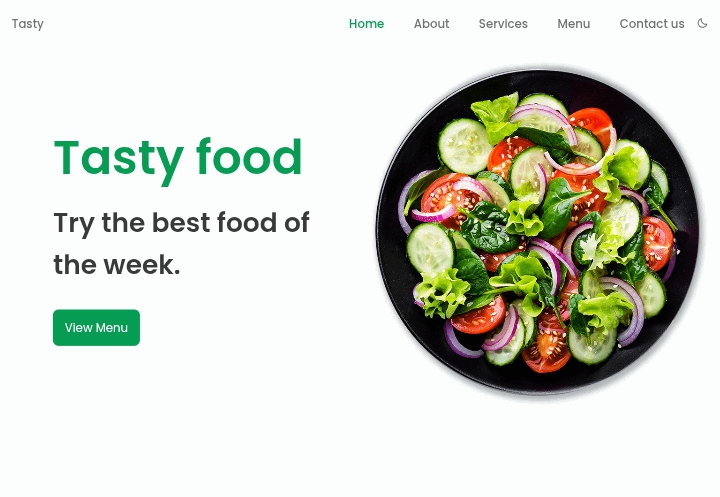 Tasty
Home About Services Menu Contact us
Tasty food
Try the best food of
the week.
View Menu